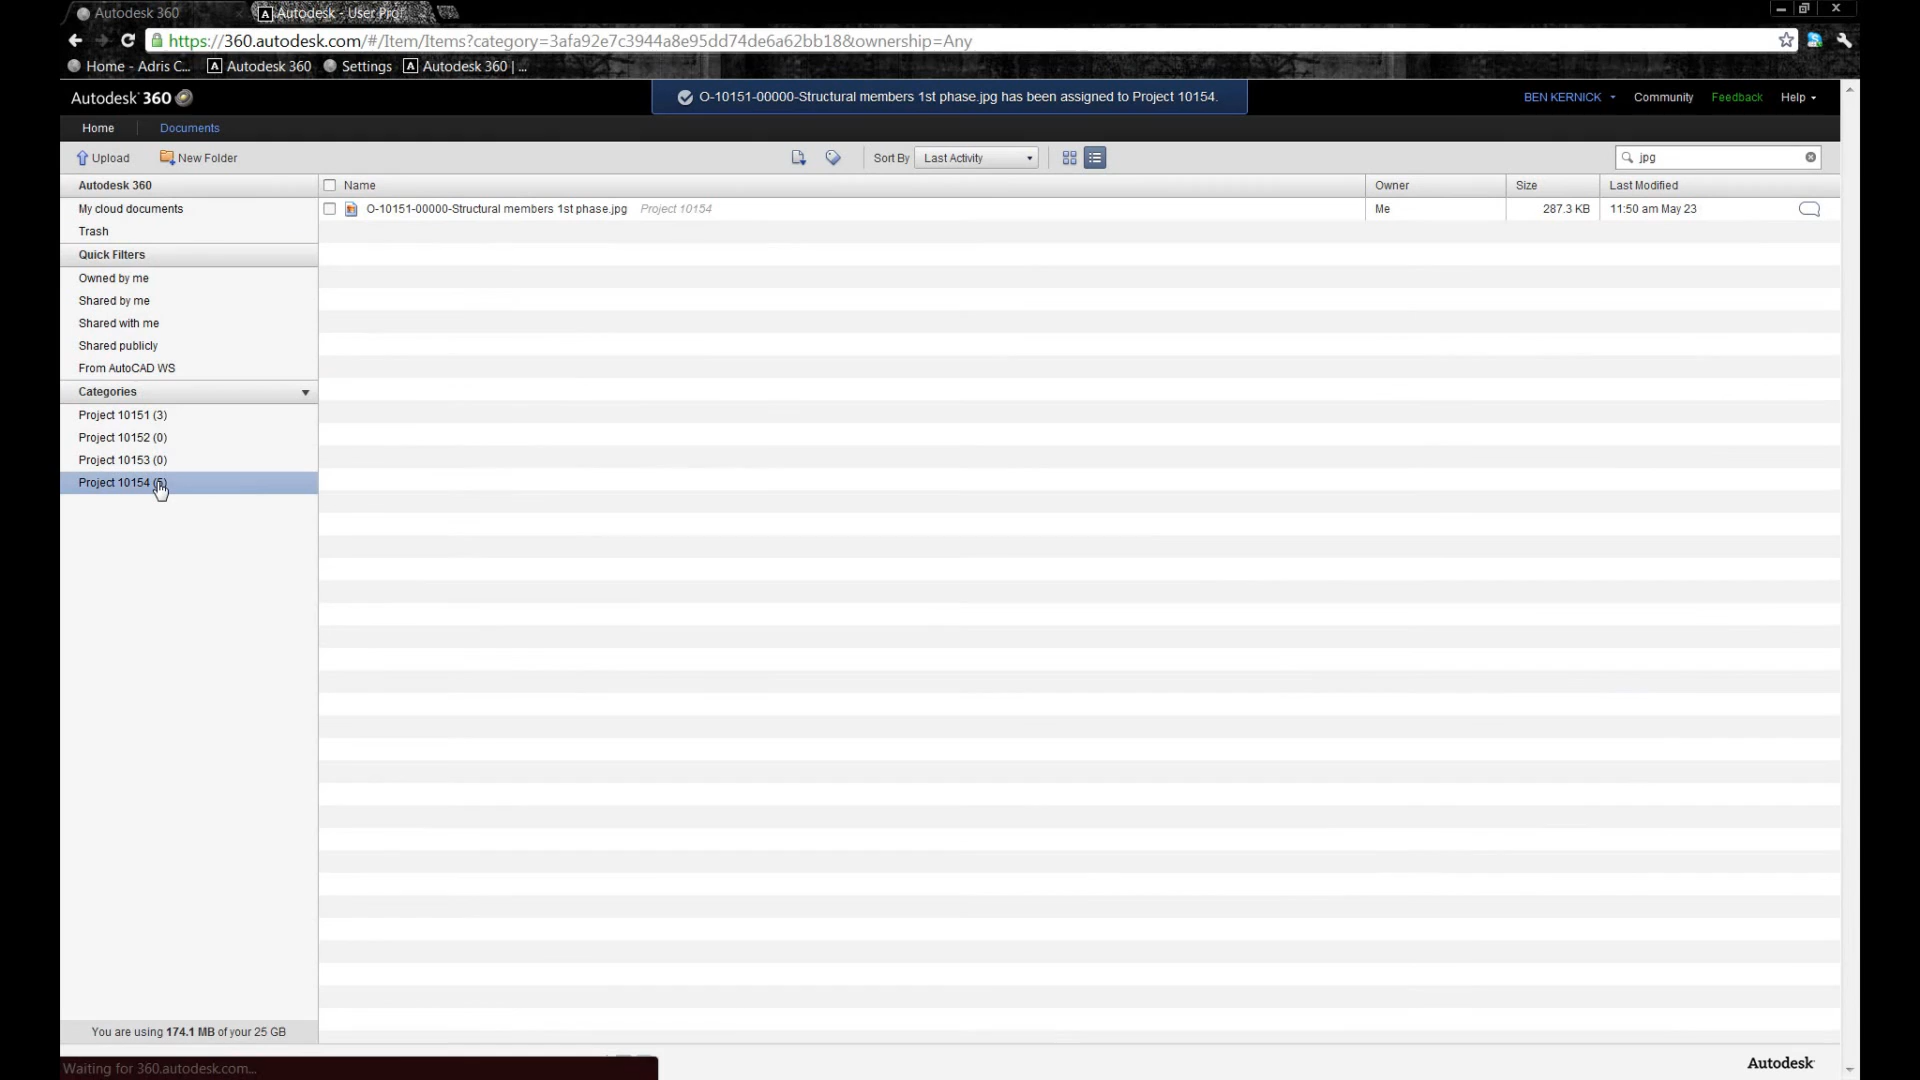 Autodesk 360
Autodesk - User Prof
https://360.autodesk.com/#/Item/Items?category=3afa92e7c3944a8e95dd74de6a62bb18&ownership=Any
Home - Adris C... Autodesk 360 Settings Autodesk 360 | ...
Autodesk 360
O-10151-00000-Structural members 1st phase.jpg has been assigned to Project 10154.
BEN KERNICK Community Feedback Help
Home Documents
Upload New Folder Sort By Last Activity jpg
Autodesk 360 Name Owner Size Last Modified
My cloud documents O-10151-00000-Structural members 1st phase.jpg Project 10154 Me 287.3 KB 11:50 am May 23
Trash
Quick Filters
Owned by me
Shared by me
Shared with me
Shared publicly
From AutoCAD WS
Categories
Project 10151 (3)
Project 10152 (0)
Project 10153 (0)
Project 10154
You are using 174.1 MB of your 25 GB
Waiting for 360.autodesk.com...
Autodesk